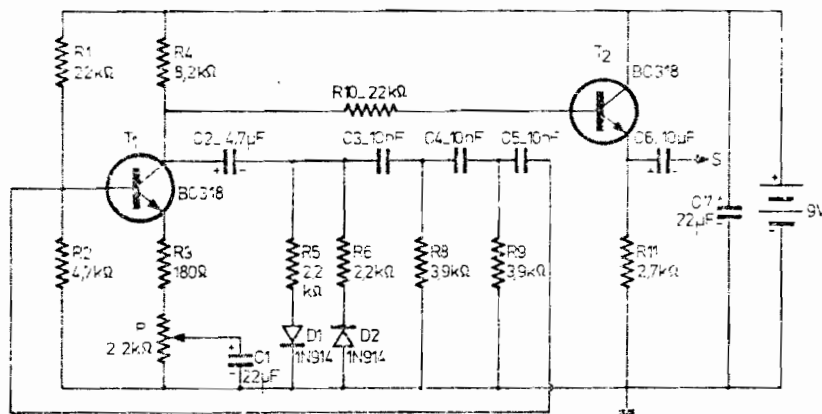 R1
22kΩ
R4
8,2kΩ
T2
BC318
R10_22kΩ
T1
C2_4,7µF
C3_10nF
C4_10nF
C5_10nF
C6_10µF
+
-
+
-
S
BC318
C7
22µF
+
-
+
-
9V
R2
4,7kΩ
R3
180Ω
R5
2,2
kΩ
R6
2,2kΩ
R8
3,9kΩ
R9
3,9kΩ
R11
2,7kΩ
P
2,2kΩ
+
-
C1
22µF
D1
1N914
D2
1N914